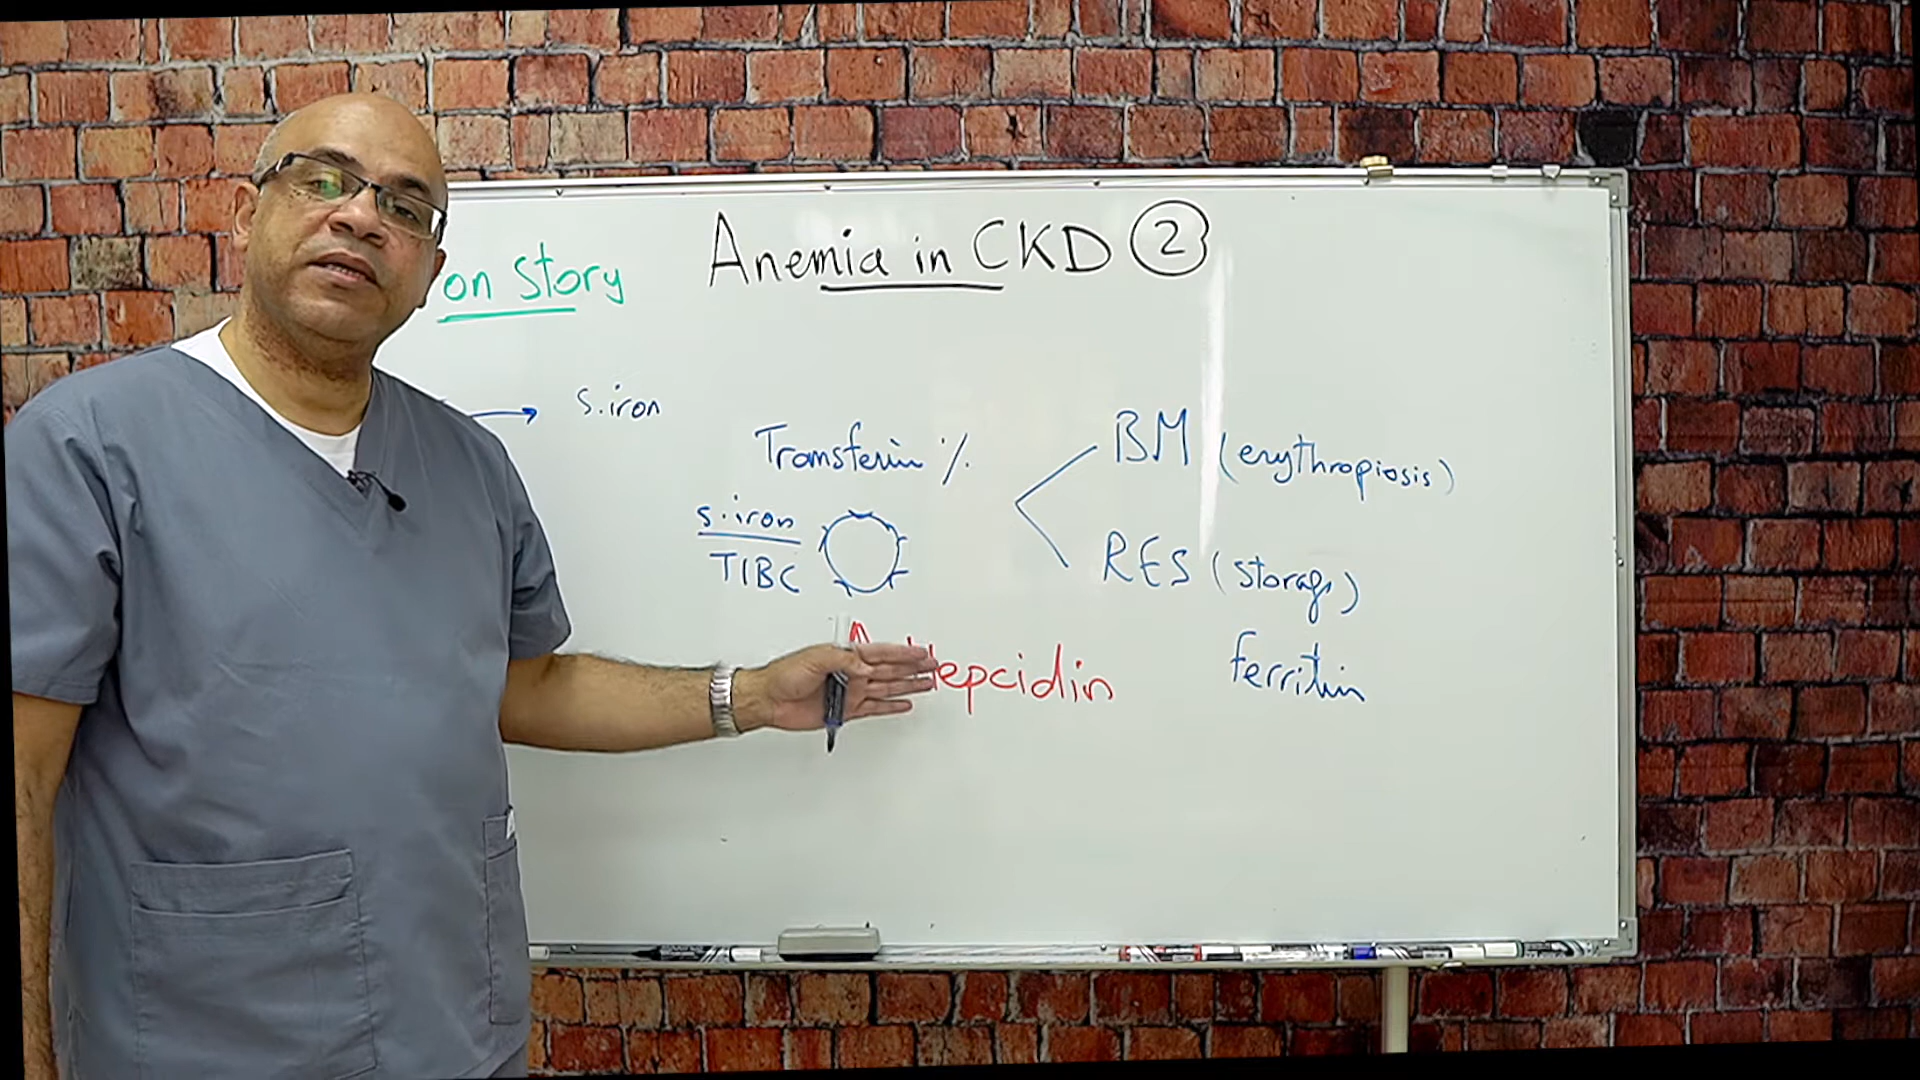 Anemia in CKD ②
on Story
s.iron
Transferin %
s.iron
TIBC
BM (erythropiosis)
RES (storage)
ferritin
Hepcidin